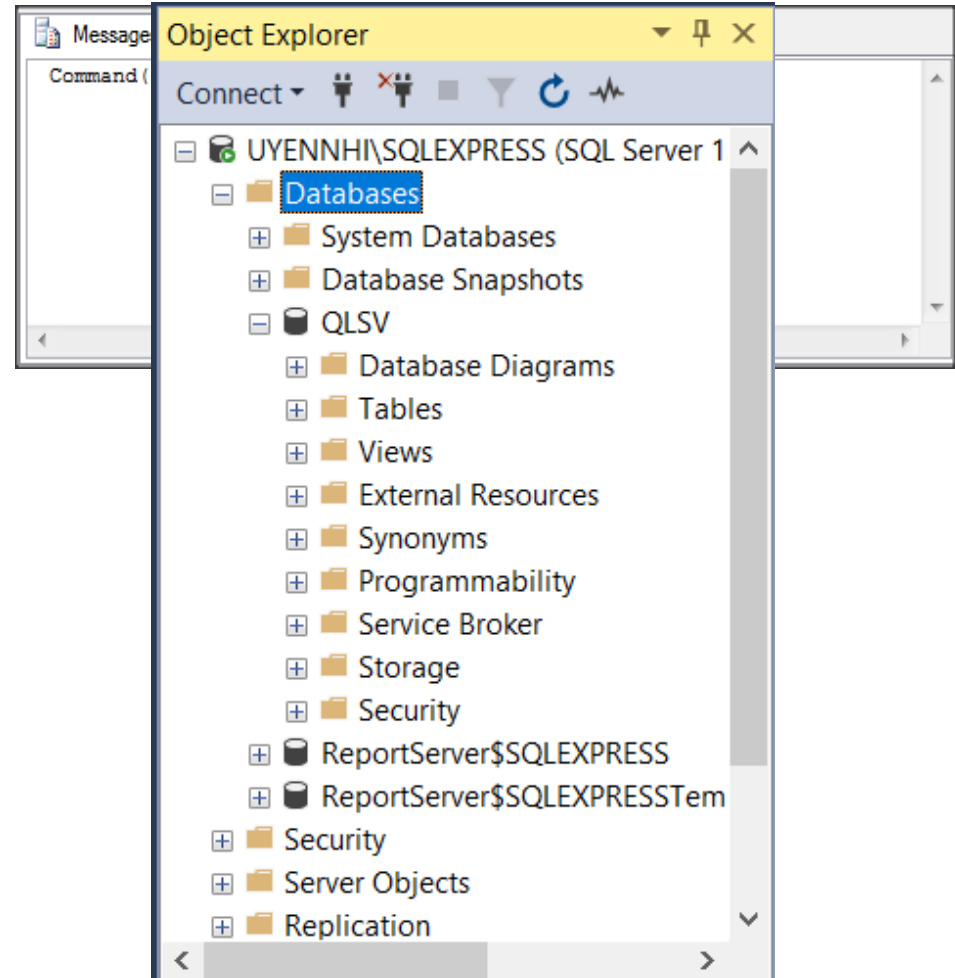 Message
Command(
Object Explorer
Connect
UYENNHI\SQLEXPRESS (SQL Server 1
Databases
System Databases
Database Snapshots
QLSV
Database Diagrams
Tables
Views
External Resources
Synonyms
Programmability
Service Broker
Storage
Security
ReportServer$SQLEXPRESS
ReportServer$SQLEXPRESSTem
Security
Server Objects
Replication